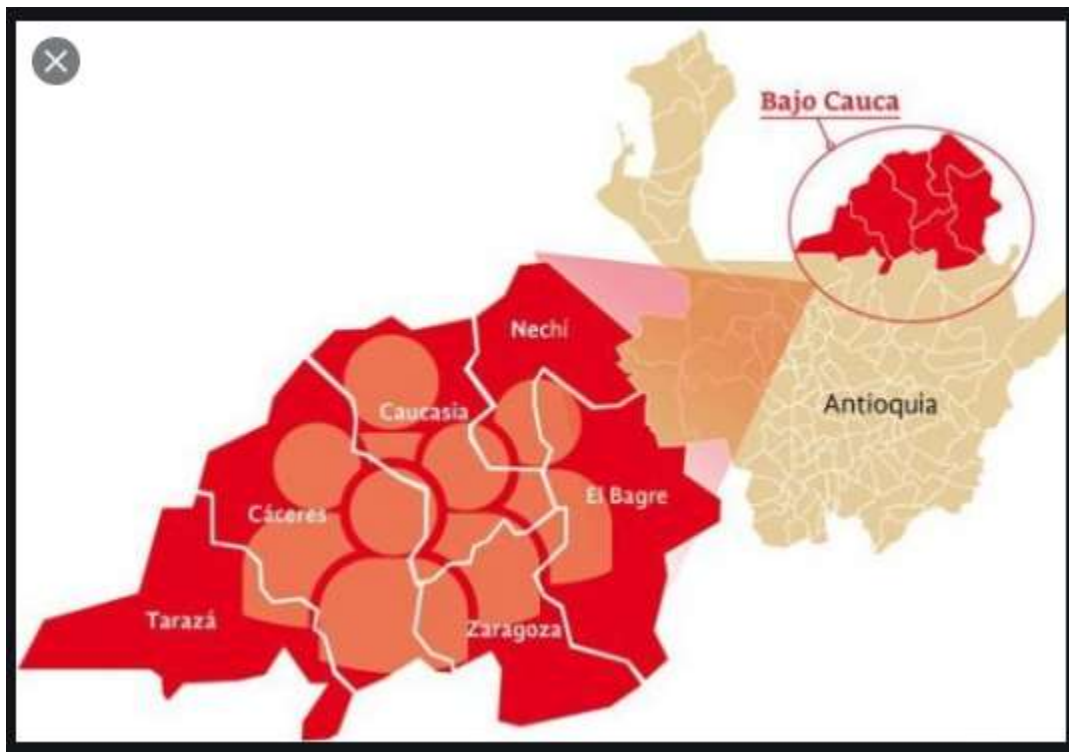 Bajo Cauca
Nechí
Antioquia
Caucasia
El Bagre
Cáceres
Tarazá
Zaragoza